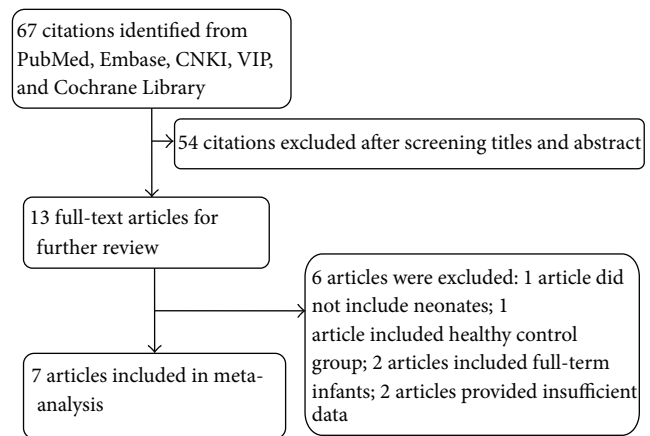 67 citations identified from
PubMed, Embase, CNKI, VIP,
and Cochrane Library
54 citations excluded after screening titles and abstract
13 full-text articles for
further review
6 articles were excluded: 1 article did
not include neonates; 1
article included healthy control
group; 2 articles included full-term
infants; 2 articles provided insufficient
data
7 articles included in meta-
analysis